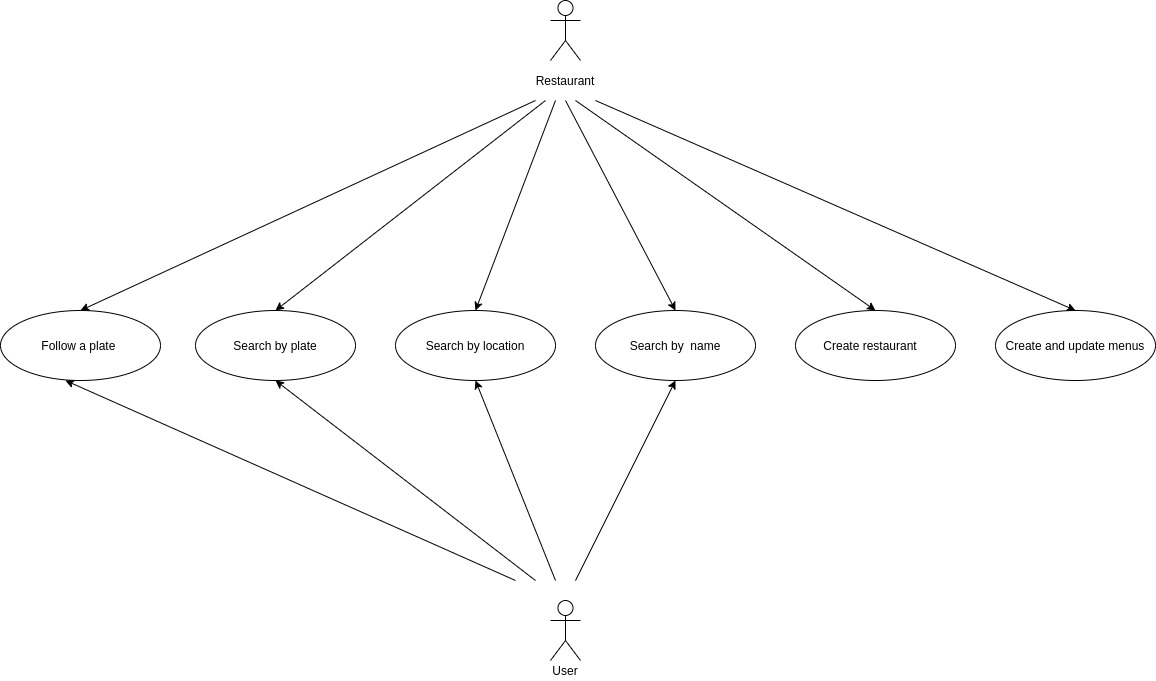 Restaurant
Follow a plate
Search by plate
Search by location
Search by  name
Create restaurant
Create and update menus
User